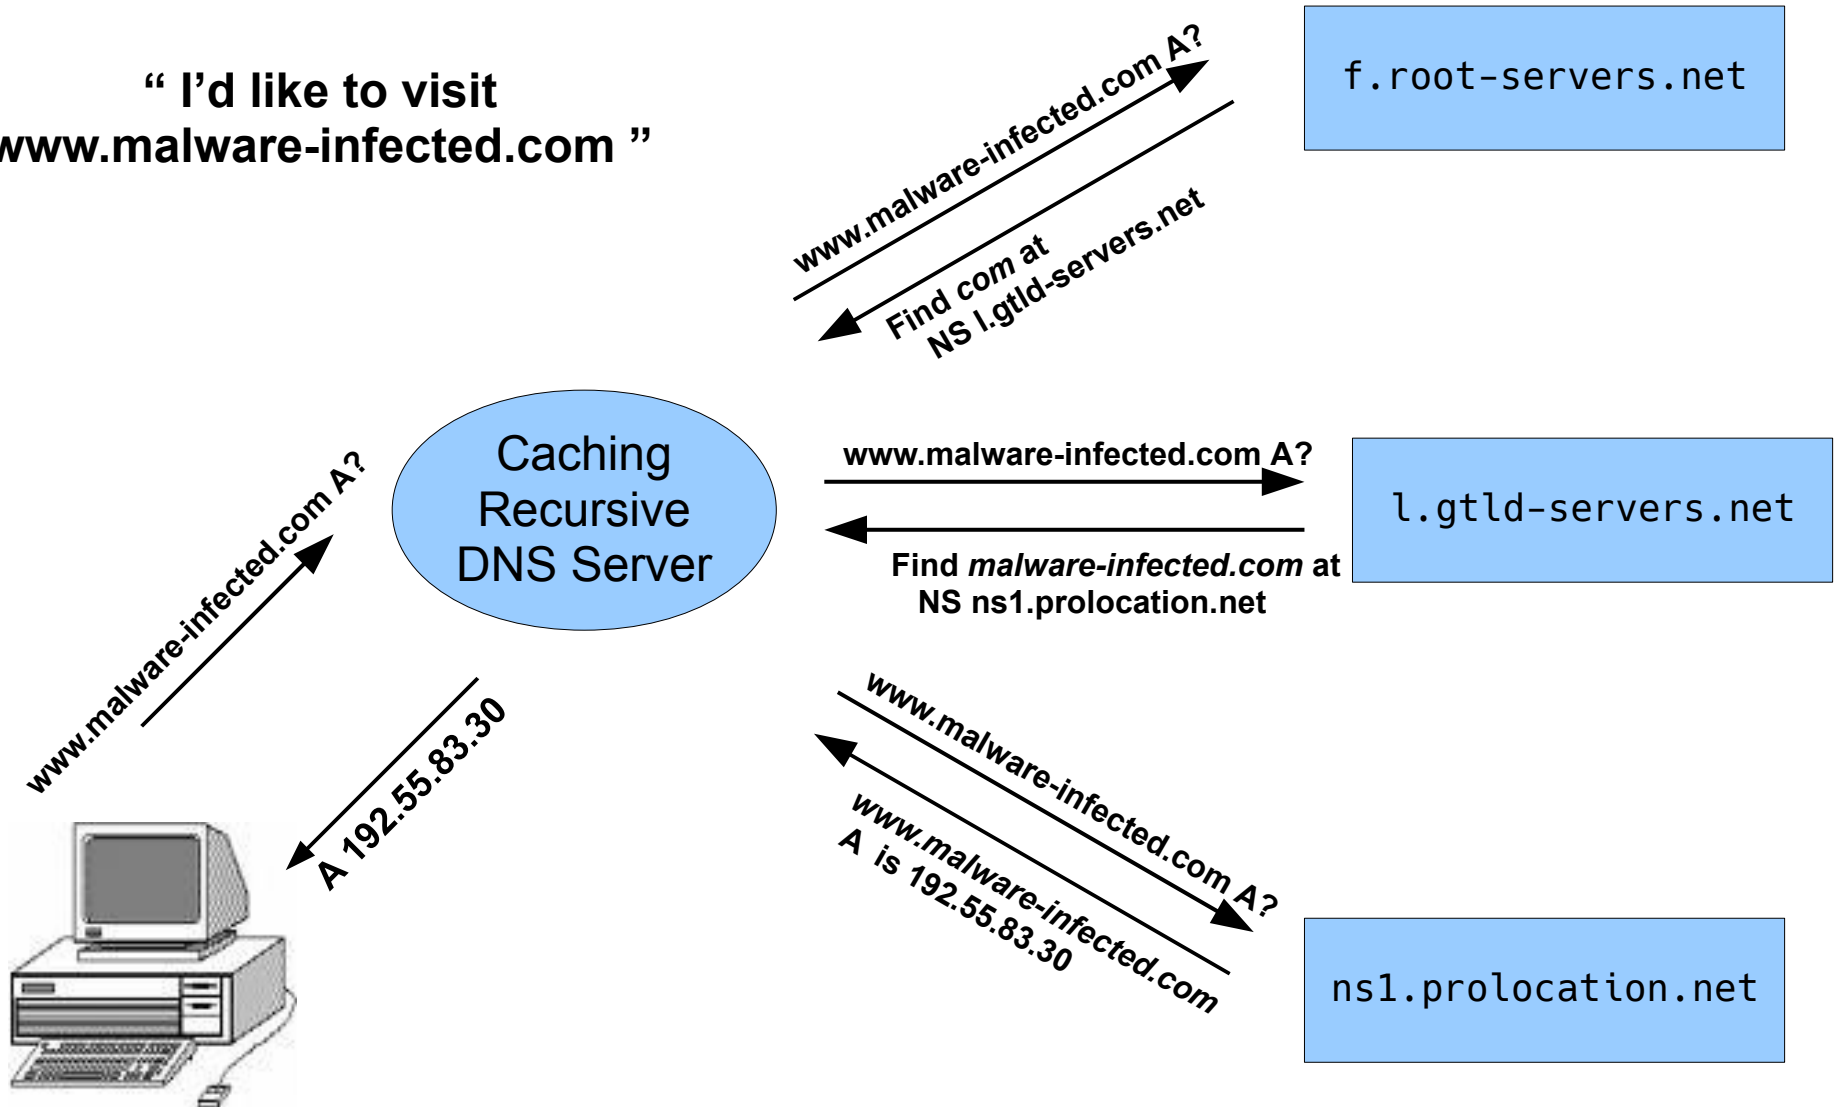 “ I’d like to visit
www.malware-infected.com ”
www.malware-infected.com A?
Find com at
NS l.gtld-servers.net
f.root-servers.net
Caching
Recursive
DNS Server
www.malware-infected.com A?
Find malware-infected.com at
NS ns1.prolocation.net
l.gtld-servers.net
www.malware-infected.com A?
A 192.55.83.30
www.malware-infected.com A?
www.malware-infected.com
A is 192.55.83.30
ns1.prolocation.net